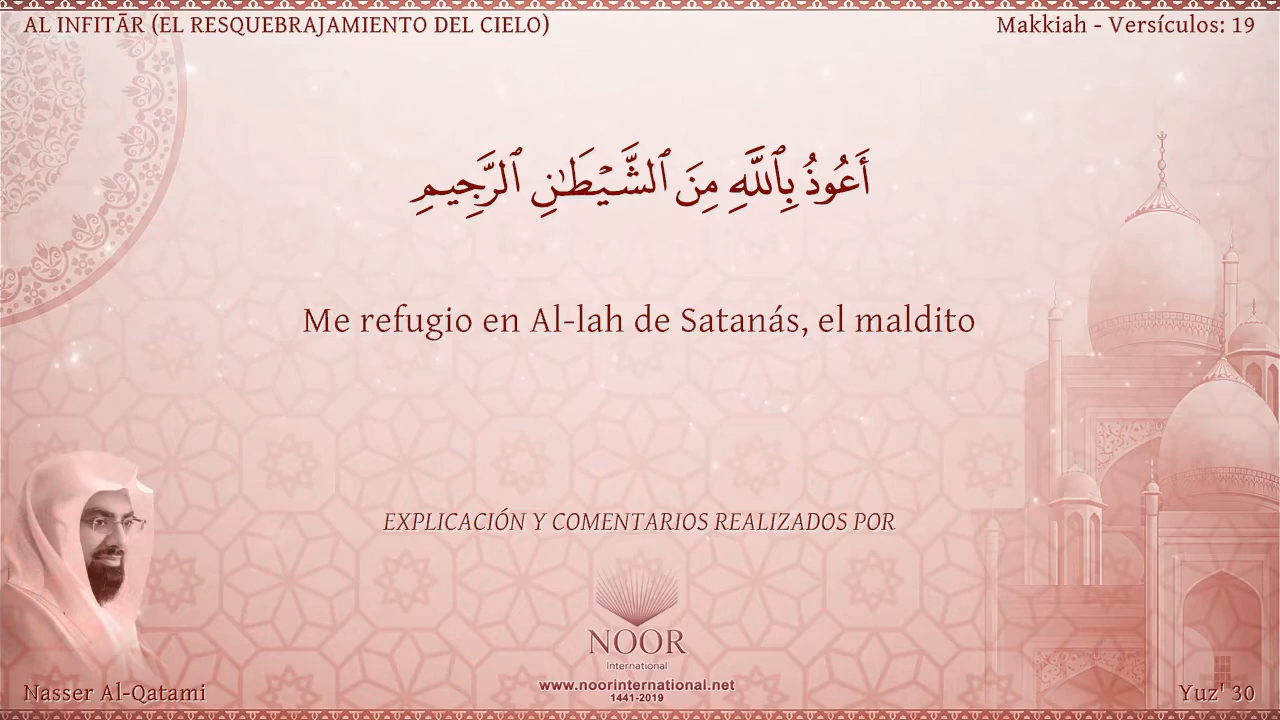 AL INFITĀR (EL RESQUEBRAJAMIENTO DEL CIELO)
Makkiah - Versículos: 19
أَعُوذُ بِٱللَّهِ مِنَ ٱلشَّيْطَـٰنِ ٱلرَّجِيمِ
Me refugio en Al-lah de Satanás, el maldito
EXPLICACIÓN Y COMENTARIOS REALIZADOS POR
NOOR
International
www.noorinternational.net
1441-2019
Nasser Al-Qatami
Yuz' 30